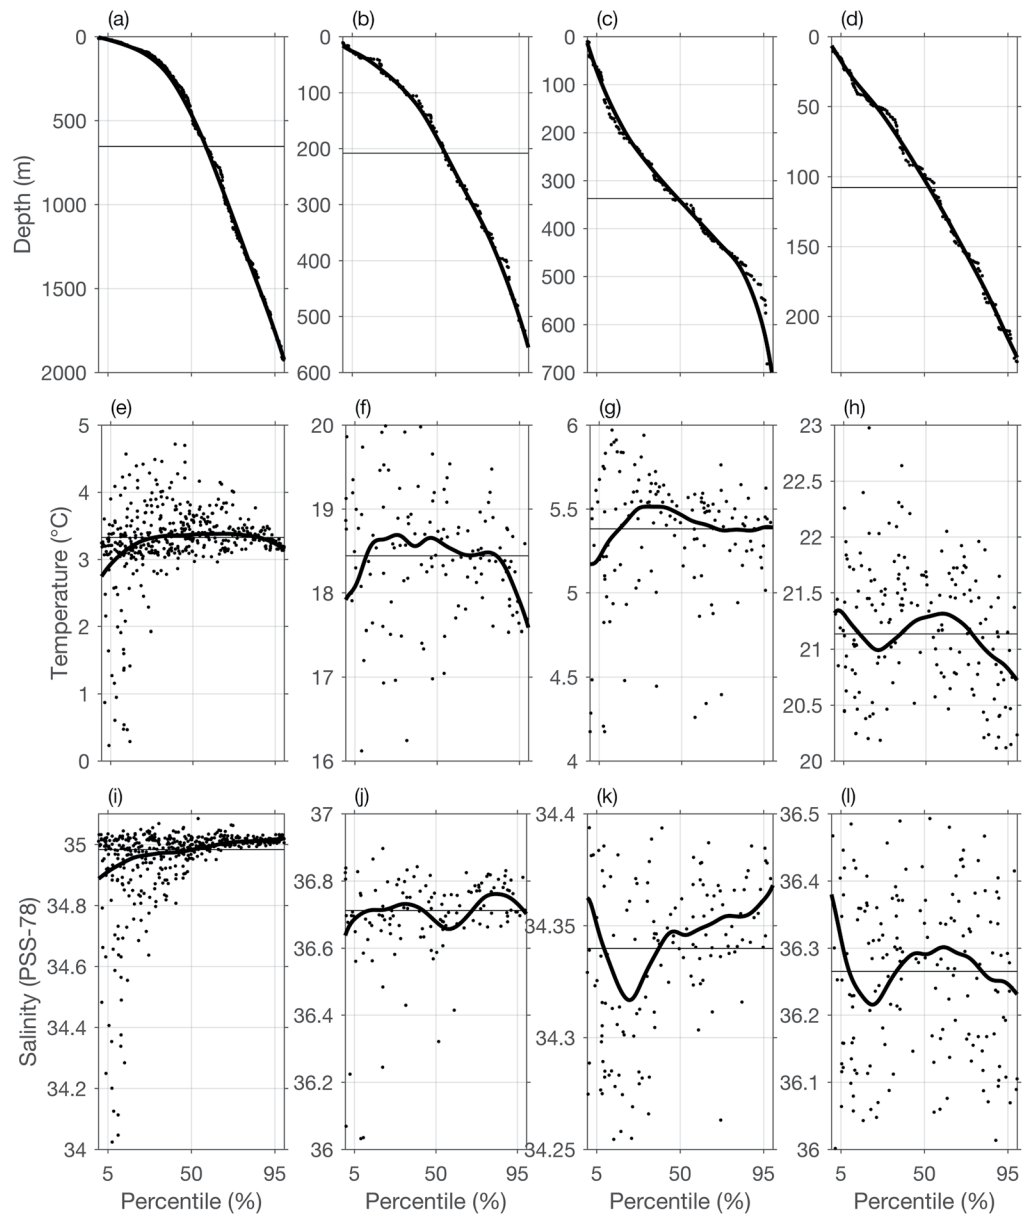 (a) (b) (c) (d)
0 0 0 0
100 100
500 200 200 50
Depth (m) 1000 300 300 100
400 400 150
1500 500 500 200
600
2000 600 700
(e) (f) (g) (h)
5 20 6 23
22.5
4 19 5.5 22
Temperature (°C) 3 18 5 21.5
2 21
1 17 4.5 20.5
0 16 4 20
(i) (j) (k) (l)
37 34.4 36.5
35
34.8 36.8 36.4
34.6 36.6 34.35 36.3
Salinity (PSS-78) 34.4 36.4 34.3 36.2
34.2 36.2 36.1
34 36 34.25 36
5 50 95 5 50 95 5 50 95 5 50 95
Percentile (%) Percentile (%) Percentile (%) Percentile (%)